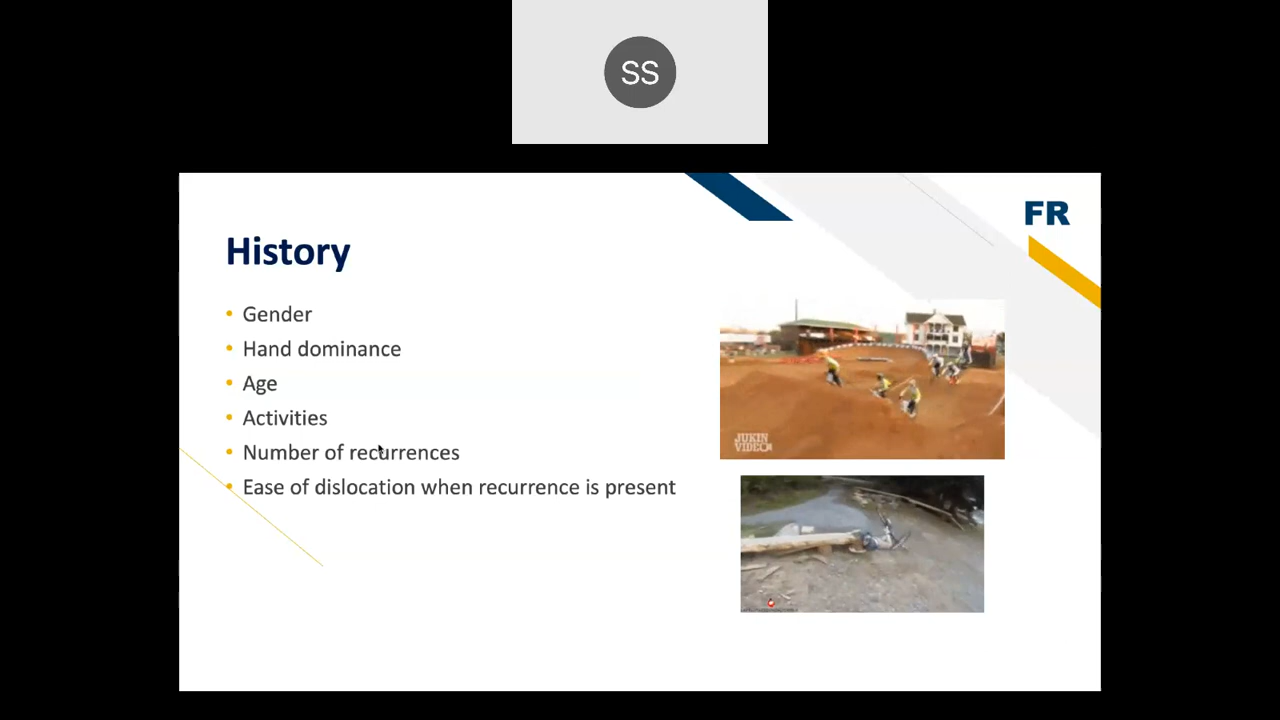 SS
FR
History
• Gender
• Hand dominance
• Age
• Activities
• Number of recurrences
• Ease of dislocation when recurrence is present
JUKIN
VIDEO